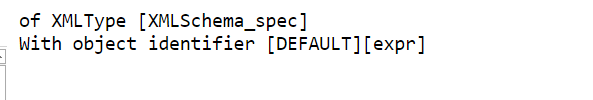 of XMLType [XMLSchema_spec]
With object identifier [DEFAULT][expr]